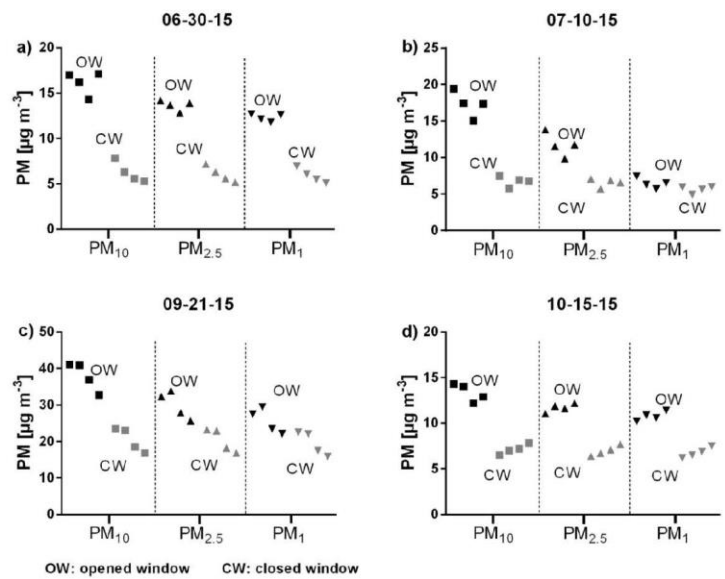 06-30-15
a)
PM [µg m⁻³]
20
15
10
5
0
OW
CW
OW
CW
OW
CW
PM₁₀
PM₂.₅
PM₁
07-10-15
b)
PM [µg m⁻³]
25
20
15
10
5
0
OW
CW
OW
CW
OW
CW
PM₁₀
PM₂.₅
PM₁
09-21-15
c)
PM [µg m⁻³]
50
40
30
20
10
0
OW
CW
OW
CW
OW
CW
PM₁₀
PM₂.₅
PM₁
10-15-15
d)
PM [µg m⁻³]
20
15
10
5
0
OW
CW
OW
CW
OW
CW
PM₁₀
PM₂.₅
PM₁
OW: opened window CW: closed window